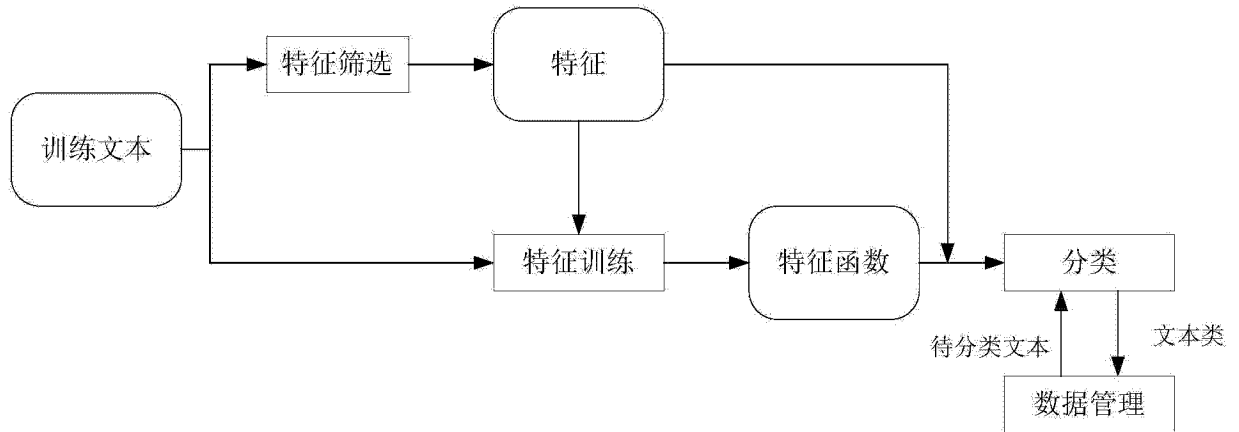 特征筛选
特征
训练文本
特征训练
特征函数
分类
待分类文本
文本类
数据管理